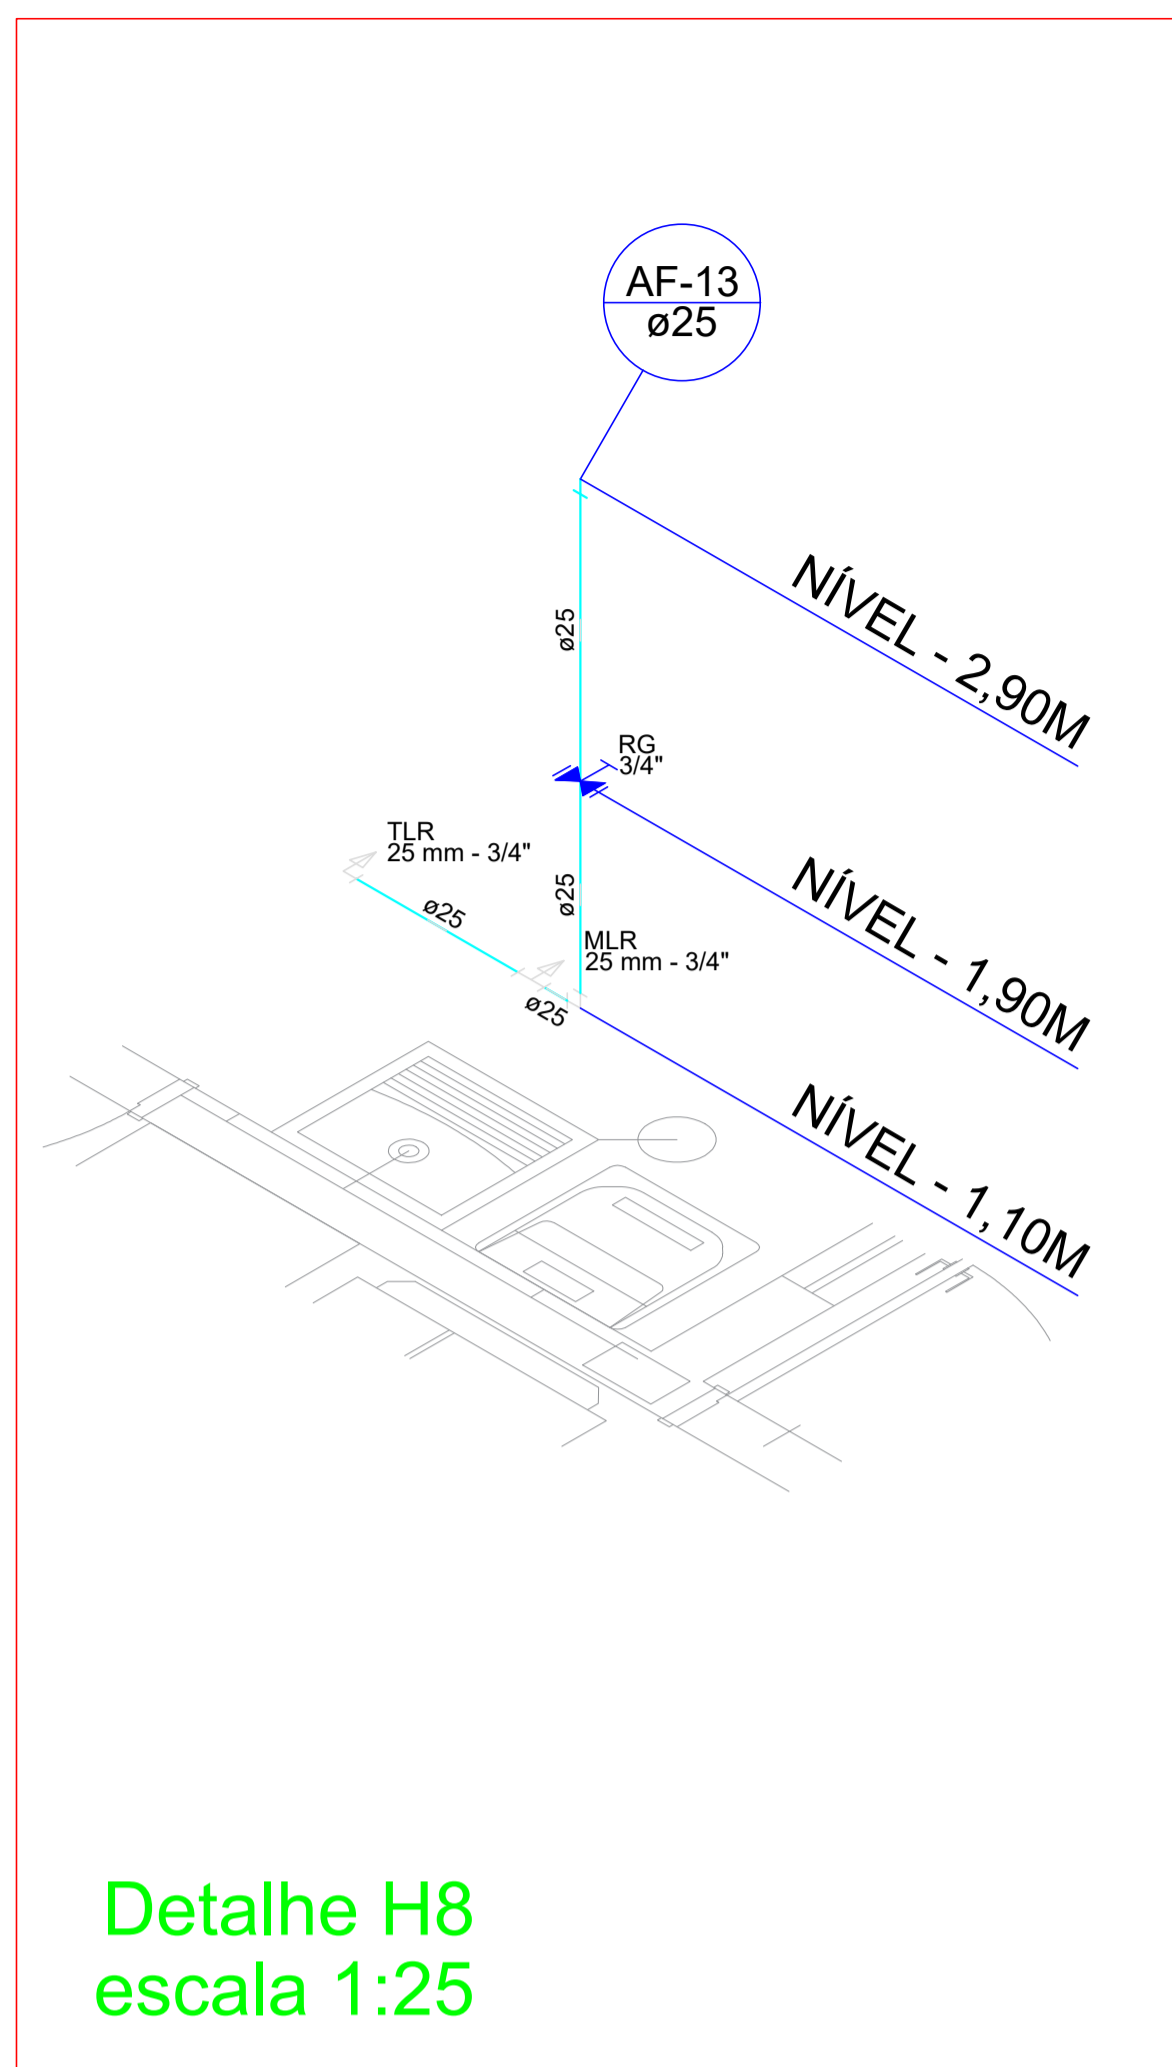 AF-13
ø25
NÍVEL - 2,90M
ø25
RG
3/4"
NÍVEL - 1,90M
TLR
25 mm - 3/4"
ø25
ø25
MLR
25 mm - 3/4"
ø25
NÍVEL - 1,10M
Detalhe H8
escala 1:25